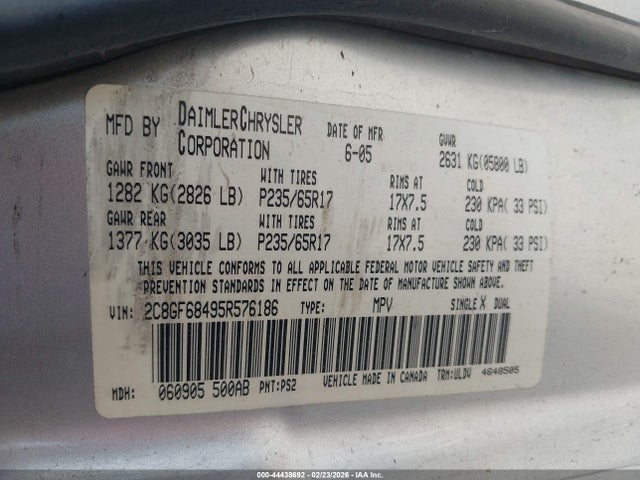 MFD BY DAIMLERCHRYSLER CORPORATION DATE OF MFR 6-05 GVWR 2631 KG(05800 LB)
GAWR FRONT WITH TIRES RIMS AT COLD
1282 KG(2826 LB) P235/65R17 17X7.5 230 KPA( 33 PSI)
GAWR REAR WITH TIRES RIMS AT COLD
1377 KG(3035 LB) P235/65R17 17X7.5 230 KPA( 33 PSI)
THIS VEHICLE CONFORMS TO ALL APPLICABLE FEDERAL MOTOR VEHICLE SAFETY AND THEFT
PREVENTION STANDARDS IN EFFECT ON THE DATE OF MANUFACTURE SHOWN ABOVE.
VIN: 2C8GF68495R576186 TYPE: MPV SINGLE X DUAL
MDH: 060905 500AB PNT:PS2 VEHICLE MADE IN CANADA TRM:ULDV 4648505
000-44438692 - 02/23/2026 - IAAI CORP.